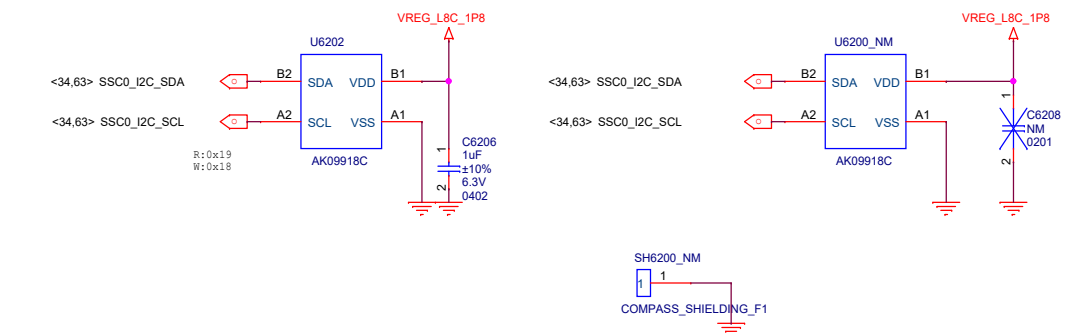 VREG_L8C_1P8
U6202
<34,63> SSC0_I2C_SDA
B2
SDA
VDD
B1
<34,63> SSC0_I2C_SCL
A2
SCL
VSS
A1
AK09918C
R:0x19
W:0x18
1
C6206
1uF
±10%
6.3V
0402
2
VREG_L8C_1P8
U6200_NM
<34,63> SSC0_I2C_SDA
B2
SDA
VDD
B1
<34,63> SSC0_I2C_SCL
A2
SCL
VSS
A1
AK09918C
1
C6208
NM
0201
2
SH6200_NM
1
1
COMPASS_SHIELDING_F1